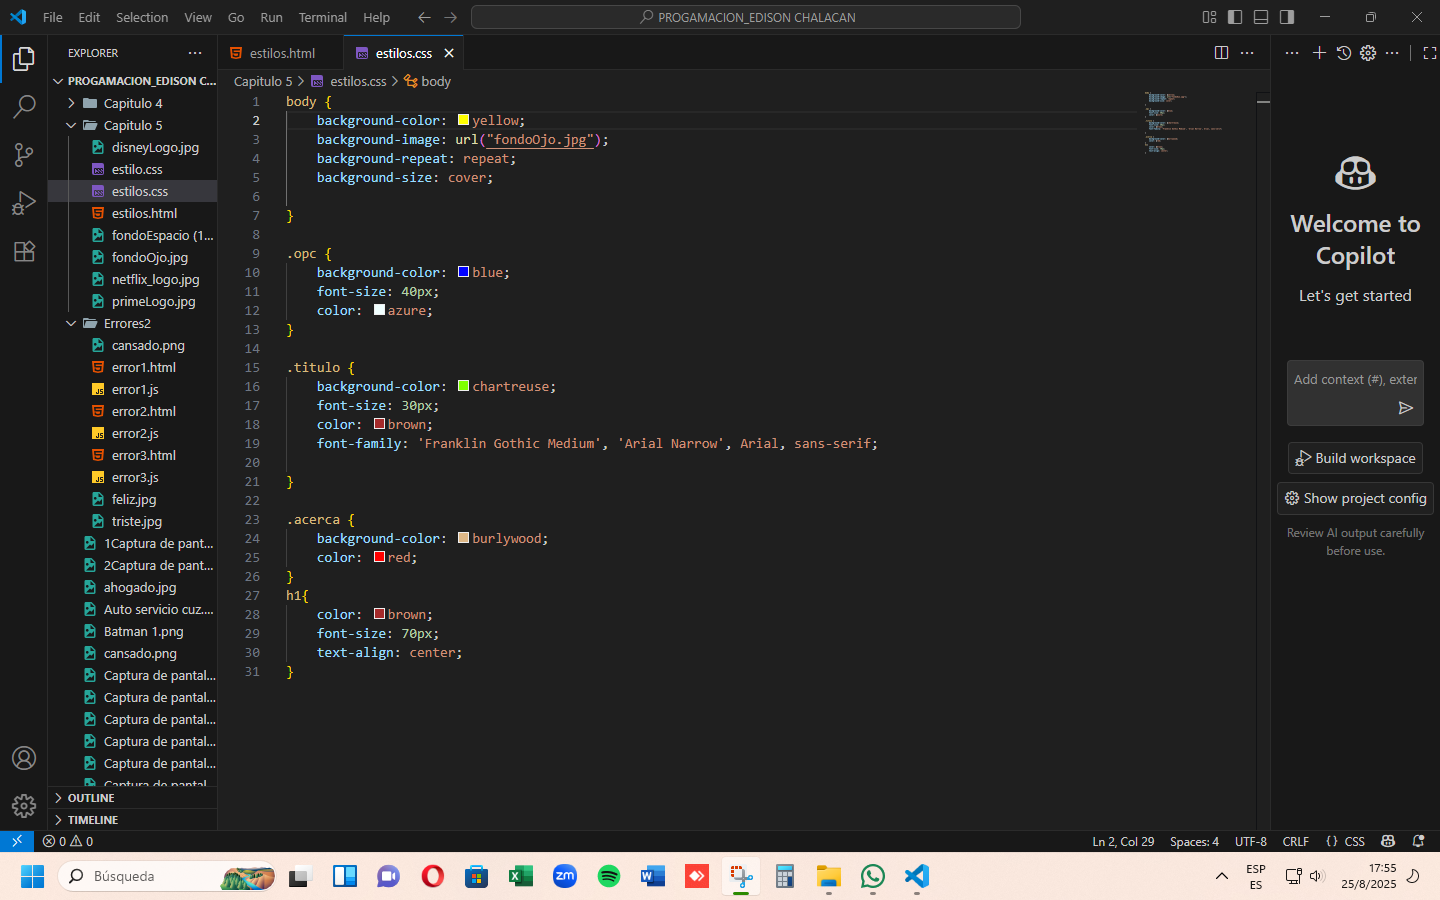 File Edit Selection View Go Run Terminal Help
PROGAMACION_EDISON CHALACAN
EXPLORER
PROGAMACION_EDISON C...
Capitulo 4
Capitulo 5
disneyLogo.jpg
estilo.css
estilos.css
estilos.html
fondoEspacio (1...
fondoOjo.jpg
netflix_logo.jpg
primeLogo.jpg
Errores2
cansado.png
error1.html
error1.js
error2.html
error2.js
error3.html
error3.js
feliz.jpg
triste.jpg
1Captura de pant...
2Captura de pant...
ahogado.jpg
Auto servicio cuz....
Batman 1.png
cansado.png
Captura de pantal...
Captura de pantal...
Captura de pantal...
Captura de pantal...
Captura de pantal...
Captura de pantal...
OUTLINE
TIMELINE
estilos.html
estilos.css
Capitulo 5 > estilos.css > body
1 body {
2 background-color: yellow;
3 background-image: url("fondoOjo.jpg");
4 background-repeat: repeat;
5 background-size: cover;
6
7 }
8
9 .opc {
10 background-color: blue;
11 font-size: 40px;
12 color: azure;
13 }
14
15 .titulo {
16 background-color: chartreuse;
17 font-size: 30px;
18 color: brown;
19 font-family: 'Franklin Gothic Medium', 'Arial Narrow', Arial, sans-serif;
20
21 }
22
23 .acerca {
24 background-color: burlywood;
25 color: red;
26 }
27 h1{
28 color: brown;
29 font-size: 70px;
30 text-align: center;
31 }
Welcome to
Copilot
Let's get started
Add context (#), exter
Build workspace
Show project config
Review AI output carefully
before use.
0 0
Ln 2, Col 29 Spaces: 4 UTF-8 CRLF {} CSS
Búsqueda
ESP
ES
17:55
25/8/2025